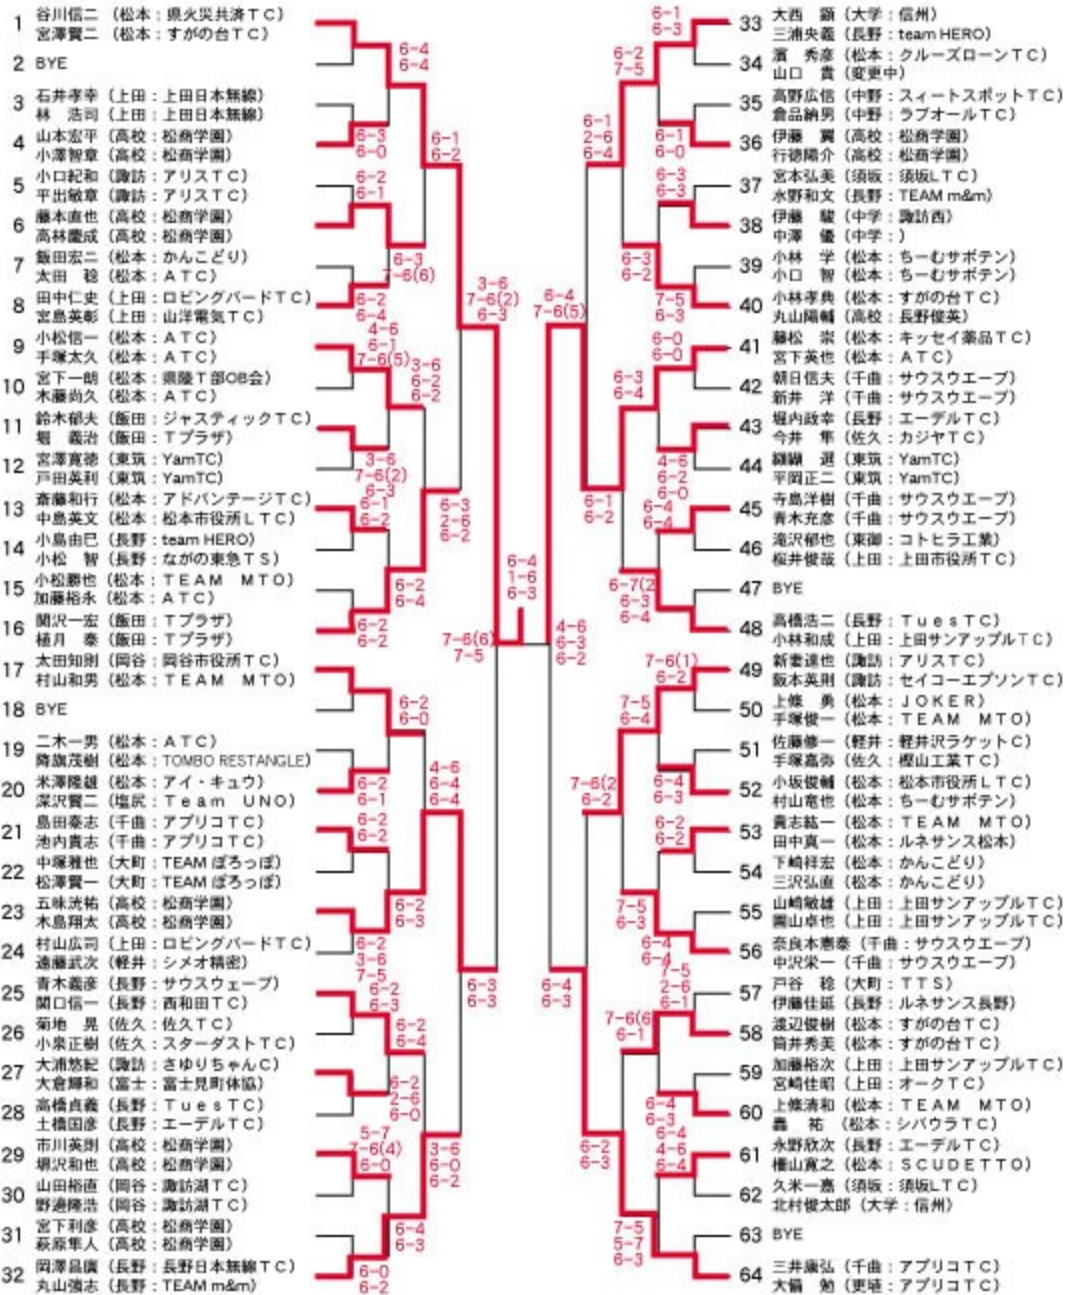 1
谷川信二 (松本：県火災共済ＴＣ)
宮澤賢二 (松本：すがの台ＴＣ)
2 BYE
3
石井孝幸 (上田：上田日本無線)
林　浩司 (上田：上田日本無線)
4
山本宏平 (高校：松商学園)
小澤智章 (高校：松商学園)
5
小口紀和 (諏訪：アリスＴＣ)
平出敏章 (諏訪：アリスＴＣ)
6
藤本直也 (高校：松商学園)
高林慶成 (高校：松商学園)
7
飯田宏二 (松本：かんこどり)
太田　稔 (松本：ＡＴＣ)
8
田中仁史 (上田：ロビングバードＴＣ)
宮島英彰 (上田：山洋電気ＴＣ)
9
小松信一 (松本：ＡＴＣ)
手塚太久 (松本：ＡＴＣ)
10
宮下一朗 (松本：県陵Ｔ部OB会)
木藤尚久 (松本：ＡＴＣ)
11
鈴木郁夫 (飯田：ジャスティックＴＣ)
堀　義治 (飯田：Ｔプラザ)
12
宮澤寛徳 (東筑：YamTC)
戸田英利 (東筑：YamTC)
13
斎藤和行 (松本：アドバンテージＴＣ)
中島英文 (松本：松本市役所ＬＴＣ)
14
小島由巳 (長野：team HERO)
小松　智 (長野：ながの東急ＴＳ)
15
小松勝也 (松本：ＴＥＡＭ　ＭＴＯ)
加藤裕永 (松本：ＡＴＣ)
16
関沢一宏 (飯田：Ｔプラザ)
植月　泰 (飯田：Ｔプラザ)
17
太田知則 (岡谷：岡谷市役所ＴＣ)
村山和男 (松本：ＴＥＡＭ　ＭＴＯ)
18 BYE
19
二木一男 (松本：ＡＴＣ)
降旗茂樹 (松本：TOMBO RESTANGLE)
20
米澤隆雄 (松本：アイ・キュウ)
深沢賢二 (塩尻：Ｔｅａｍ　ＵＮＯ)
21
島田泰志 (千曲：アプリコＴＣ)
池内貴志 (千曲：アプリコＴＣ)
22
中塚雅也 (大町：TEAM ぽろっぽ)
松澤賢一 (大町：TEAM ぽろっぽ)
23
五味洸祐 (高校：松商学園)
木島翔太 (高校：松商学園)
24
村山広司 (上田：ロビングバードＴＣ)
遠藤武次 (軽井：シメオ精密)
25
青木義彦 (長野：サウスウェーブ)
関口信一 (長野：西和田ＴＣ)
26
菊地　晃 (佐久：佐久ＴＣ)
小泉正樹 (佐久：スターダストＴＣ)
27
大浦悠紀 (諏訪：さゆりちゃんＣ)
大倉輝和 (富士：富士見町体協)
28
高橋貞義 (長野：ＴｕｅｓＴＣ)
土橋国彦 (長野：エーデルＴＣ)
29
市川英則 (高校：松商学園)
堀沢和也 (高校：松商学園)
30
山田裕直 (岡谷：諏訪湖ＴＣ)
野邉隆浩 (岡谷：諏訪湖ＴＣ)
31
宮下利彦 (高校：松商学園)
萩原隼人 (高校：松商学園)
32
岡澤昌廣 (長野：長野日本無線ＴＣ)
丸山強志 (長野：TEAM m&m)
6-4
6-4
6-3
6-0
6-1
6-2
6-2
6-1
6-3
7-6(6)
6-2
6-4
3-6
7-6(2)
6-3
4-6
6-1
7-6(5)
3-6
6-2
6-2
3-6
7-6(2)
6-3
6-1
6-2
6-3
2-6
6-2
6-2
6-4
6-2
6-2
7-6(6)
7-5
6-4
1-6
6-3
6-2
6-0
6-2
6-1
4-6
6-4
6-4
6-2
6-2
6-2
6-3
6-2
3-6
7-5
6-3
6-3
6-2
6-3
6-2
6-4
6-2
2-6
6-0
5-7
7-6(4)
6-0
3-6
6-0
6-2
6-4
6-3
6-0
6-2
6-1
6-3
6-2
7-5
6-1
6-0
6-1
2-6
6-4
6-3
6-3
6-3
6-2
7-5
6-3
6-4
7-6(5)
6-0
6-0
6-3
6-4
4-6
6-2
6-0
6-1
6-2
6-4
6-4
6-7(2
6-3
6-4
4-6
6-3
6-2
7-6(1)
6-2
7-5
6-4
6-4
6-3
7-6(2
6-2
6-2
6-2
7-5
6-3
6-4
6-4
6-4
6-3
7-5
2-6
6-1
7-6(6
6-1
6-4
6-3
6-2
6-3
6-4
4-6
6-4
7-5
5-7
6-3
33
大西　顕 (大学：信州)
三浦央義 (長野：team HERO)
34
濱　秀彦 (松本：クルーズローンＴＣ)
山口　貴 (変更中)
35
高野広信 (中野：スィートスポットＴＣ)
倉品納男 (中野：ラブオールＴＣ)
36
伊藤　翼 (高校：松商学園)
行徳陽介 (高校：松商学園)
37
宮本弘美 (須坂：須坂LＴＣ)
水野和文 (長野：TEAM m&m)
38
伊藤　駿 (中学：諏訪西)
中澤　優 (中学：)
39
小林　学 (松本：ちーむサボテン)
小口　智 (松本：ちーむサボテン)
40
小林孝典 (松本：すがの台ＴＣ)
丸山陽輔 (高校：長野俊英)
41
藤松　崇 (松本：キッセイ薬品ＴＣ)
宮下英也 (松本：ＡＴＣ)
42
朝日信夫 (千曲：サウスウエーブ)
新井　洋 (千曲：サウスウエーブ)
43
堀内政幸 (長野：エーデルＴＣ)
今井　隼 (佐久：カジヤＴＣ)
44
纐纈　選 (東筑：YamTC)
平岡正二 (東筑：YamTC)
45
寺島洋樹 (千曲：サウスウエーブ)
青木充彦 (千曲：サウスウエーブ)
46
滝沢郁也 (東御：コトヒラ工業)
桜井俊哉 (上田：上田市役所ＴＣ)
47 BYE
48
高橋浩二 (長野：ＴｕｅｓＴＣ)
小林和成 (上田：上田サンアップルＴＣ)
49
新妻達也 (諏訪：アリスＴＣ)
阪本英則 (諏訪：セイコーエプソンＴＣ)
50
上條　勇 (松本：ＪＯＫＥＲ)
手塚俊一 (松本：ＴＥＡＭ　ＭＴＯ)
51
佐藤修一 (軽井：軽井沢ラケットＣ)
手塚嘉弥 (佐久：樫山工業ＴＣ)
52
小坂俊輔 (松本：松本市役所ＬＴＣ)
村山竜也 (松本：ちーむサボテン)
53
貴志紘一 (松本：ＴＥＡＭ　ＭＴＯ)
田中真一 (松本：ルネサンス松本)
54
下崎祥宏 (松本：かんこどり)
三沢弘直 (松本：かんこどり)
55
山崎敏雄 (上田：上田サンアップルＴＣ)
園山卓也 (上田：上田サンアップルＴＣ)
56
奈良本憲泰 (千曲：サウスウエーブ)
中沢栄一 (千曲：サウスウエーブ)
57
戸谷　稔 (大町：ＴＴＳ)
伊藤佳延 (長野：ルネサンス長野)
58
渡辺俊樹 (松本：すがの台ＴＣ)
筒井秀美 (松本：すがの台ＴＣ)
59
加藤裕次 (上田：上田サンアップルＴＣ)
宮崎佳昭 (上田：オークＴＣ)
60
上條清和 (松本：ＴＥＡＭ　ＭＴＯ)
轟　祐 (松本：シバウラＴＣ)
61
永野欣次 (長野：エーデルＴＣ)
檀山寛之 (松本：ＳＣＵＤＥＴＴＯ)
62
久米一嘉 (須坂：須坂LＴＣ)
北村俊太郎 (大学：信州)
63 BYE
64
三井康弘 (千曲：アプリコＴＣ)
大備　勉 (更埴：アプリコＴＣ)